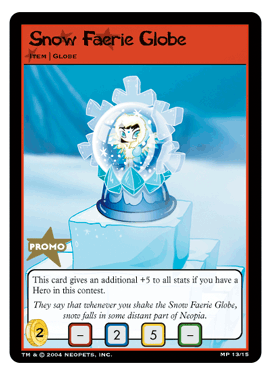 Snow Faerie Globe
ITEM | GLOBE
PROMO
This card gives an additional +5 to all stats if you have a
Hero in this contest.
They say that whenever you shake the Snow Faerie Globe,
snow falls in some distant part of Neopia.
2
– 2 5 –
TM & © 2004 NEOPETS, INC. MP 13/15